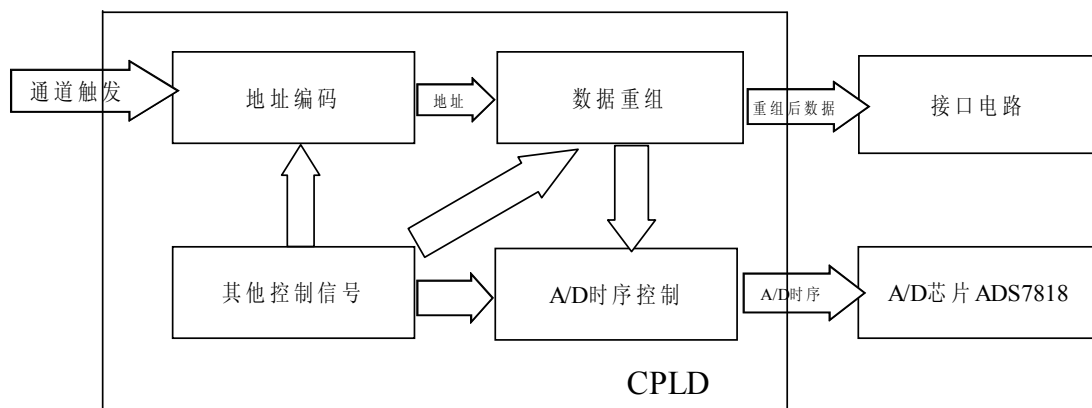 通道触发
地址编码
地址
数据重组
重组后数据
接口电路
其他控制信号
A/D时序控制
A/D时序
A/D芯片ADS7818
CPLD